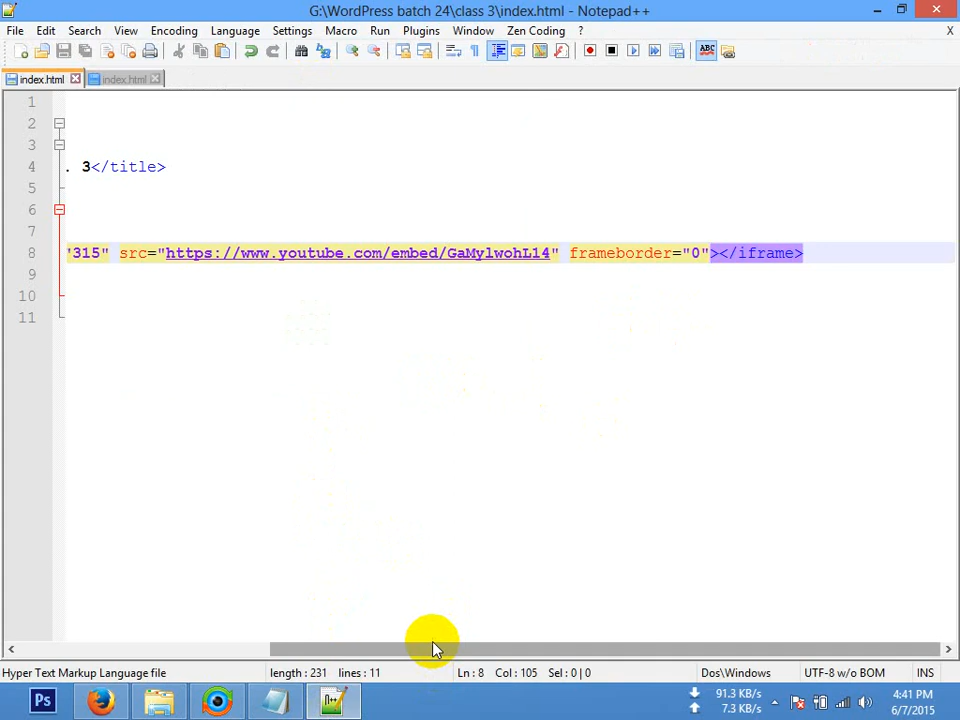 G:\WordPress batch 24\class 3\index.html - Notepad++
File Edit Search View Encoding Language Settings Macro Run Plugins Window Zen Coding ? X
ABC
index.html index.html
1
2
3
4 . 3</title>
5
6
7
8 "315" src="https://www.youtube.com/embed/GaMylwohL14" frameborder="0"></iframe>
9
10
11
Hyper Text Markup Language file length : 231 lines : 11 Ln : 8 Col : 105 Sel : 0 | 0 Dos\Windows UTF-8 w/o BOM INS
Ps 91.3 KB/s 4:41 PM
7.3 KB/s 6/7/2015